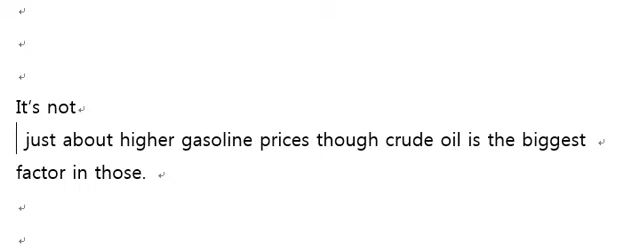 It's not
just about higher gasoline prices though crude oil is the biggest
factor in those.